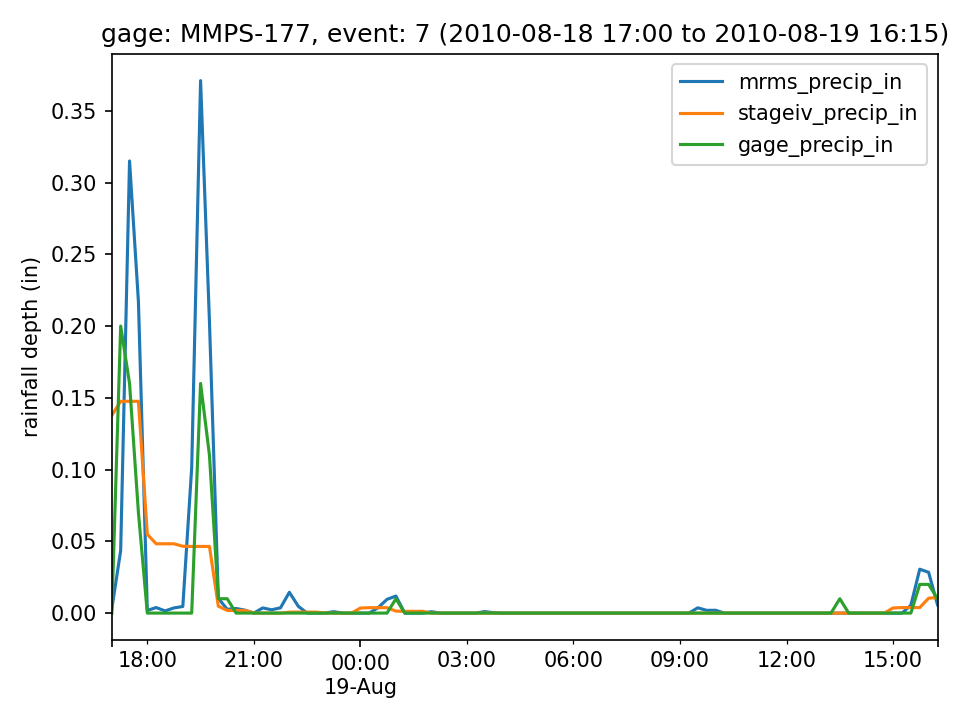 gage: MMPS-177, event: 7 (2010-08-18 17:00 to 2010-08-19 16:15)
mrms_precip_in
stageiv_precip_in
gage_precip_in
rainfall depth (in)
0.35
0.30
0.25
0.20
0.15
0.10
0.05
0.00
18:00 21:00 00:00 03:00 06:00 09:00 12:00 15:00
19-Aug